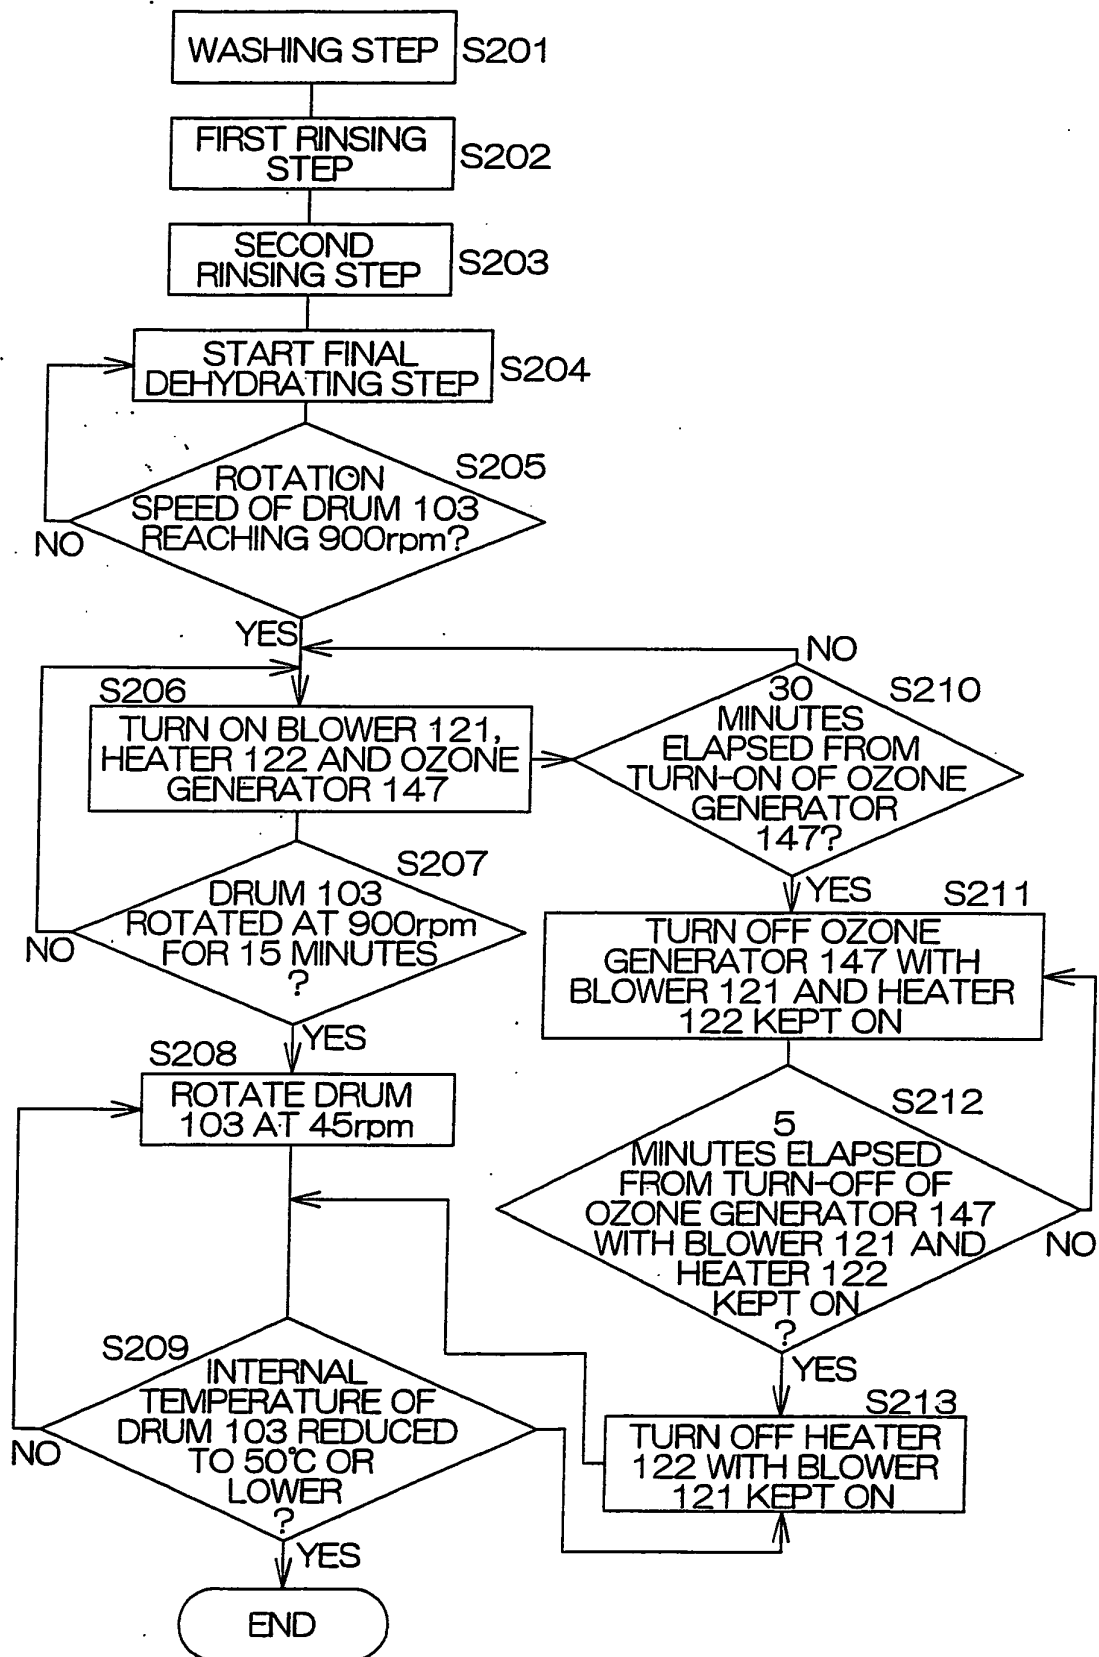 WASHING STEP
S201
FIRST RINSING
STEP
S202
SECOND
RINSING STEP
S203
START FINAL
DEHYDRATING STEP
S204
S205
ROTATION
SPEED OF DRUM 103
REACHING 900rpm?
NO
YES
S206
TURN ON BLOWER 121,
HEATER 122 AND OZONE
GENERATOR 147
NO
S210
30
MINUTES
ELAPSED FROM
TURN-ON OF OZONE
GENERATOR
147?
YES
S207
DRUM 103
ROTATED AT 900rpm
FOR 15 MINUTES
?
NO
YES
S211
TURN OFF OZONE
GENERATOR 147 WITH
BLOWER 121 AND HEATER
122 KEPT ON
S208
ROTATE DRUM
103 AT 45rpm
S212
5
MINUTES ELAPSED
FROM TURN-OFF OF
OZONE GENERATOR 147
WITH BLOWER 121 AND
HEATER 122
KEPT ON
?
NO
YES
S209
INTERNAL
TEMPERATURE OF
DRUM 103 REDUCED
TO 50℃ OR
LOWER
?
NO
YES
S213
TURN OFF HEATER
122 WITH BLOWER
121 KEPT ON
END